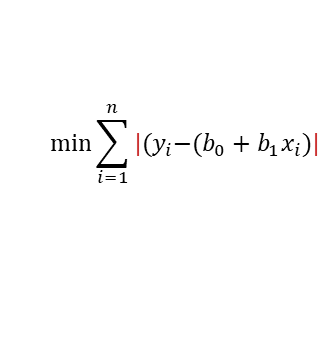 min ∑_{i=1}^{n} |(y_i−(b_0 + b_1 x_i)|